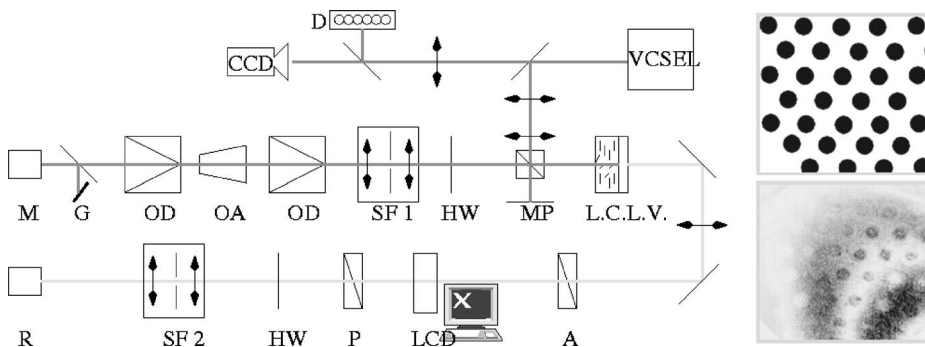 D
CCD
VCSEL
M G OD OA OD SF 1 HW MP L.C.L.V.
X
R SF 2 HW P LCD A